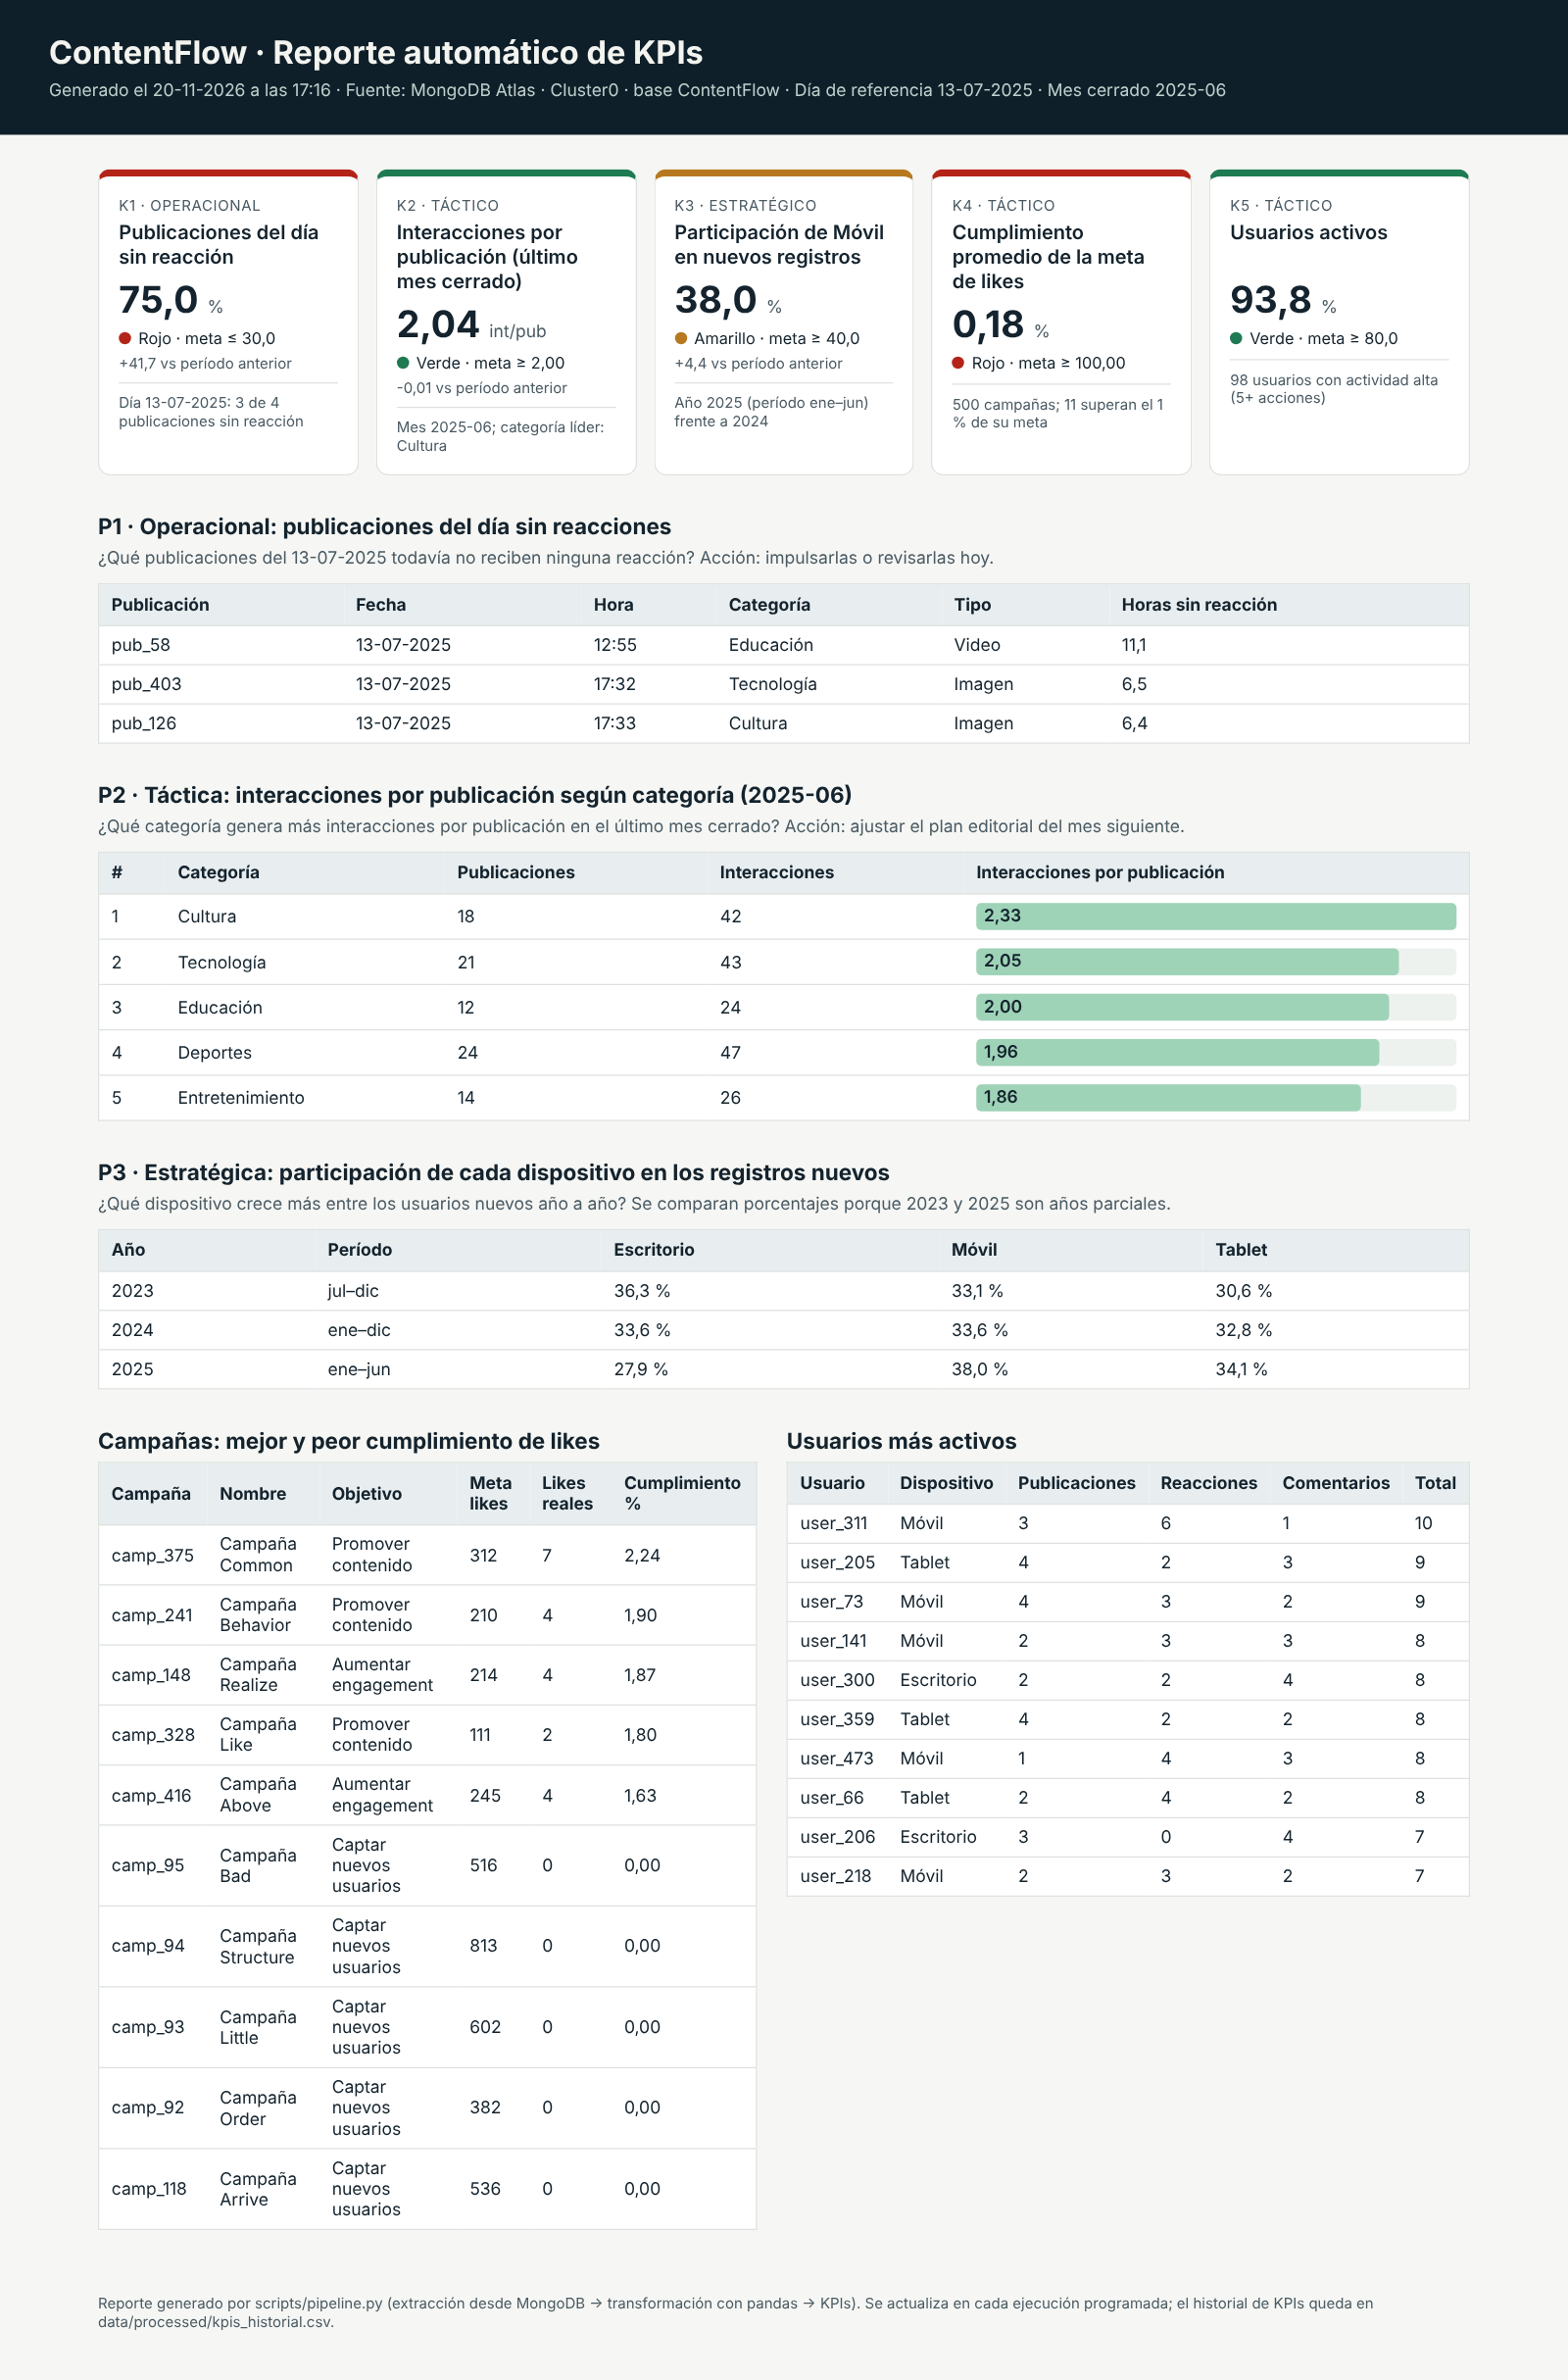 ContentFlow · Reporte automático de KPIs
Generado el 20-11-2026 a las 17:16 · Fuente: MongoDB Atlas · Cluster0 · base ContentFlow · Día de referencia 13-07-2025 · Mes cerrado 2025-06
K1 · OPERACIONAL
Publicaciones del día
sin reacción
75,0 %
Rojo · meta ≤ 30,0
+41,7 vs período anterior
Día 13-07-2025: 3 de 4
publicaciones sin reacción
K2 · TÁCTICO
Interacciones por
publicación (último
mes cerrado)
2,04 int/pub
Verde · meta ≥ 2,00
-0,01 vs período anterior
Mes 2025-06; categoría líder:
Cultura
K3 · ESTRATÉGICO
Participación de Móvil
en nuevos registros
38,0 %
Amarillo · meta ≥ 40,0
+4,4 vs período anterior
Año 2025 (período ene–jun)
frente a 2024
K4 · TÁCTICO
Cumplimiento
promedio de la meta
de likes
0,18 %
Rojo · meta ≥ 100,00
500 campañas; 11 superan el 1
% de su meta
K5 · TÁCTICO
Usuarios activos
93,8 %
Verde · meta ≥ 80,0
98 usuarios con actividad alta
(5+ acciones)
P1 · Operacional: publicaciones del día sin reacciones
¿Qué publicaciones del 13-07-2025 todavía no reciben ninguna reacción? Acción: impulsarlas o revisarlas hoy.
Publicación Fecha Hora Categoría Tipo Horas sin reacción
pub_58 13-07-2025 12:55 Educación Video 11,1
pub_403 13-07-2025 17:32 Tecnología Imagen 6,5
pub_126 13-07-2025 17:33 Cultura Imagen 6,4
P2 · Táctica: interacciones por publicación según categoría (2025-06)
¿Qué categoría genera más interacciones por publicación en el último mes cerrado? Acción: ajustar el plan editorial del mes siguiente.
# Categoría Publicaciones Interacciones Interacciones por publicación
1 Cultura 18 42 2,33
2 Tecnología 21 43 2,05
3 Educación 12 24 2,00
4 Deportes 24 47 1,96
5 Entretenimiento 14 26 1,86
P3 · Estratégica: participación de cada dispositivo en los registros nuevos
¿Qué dispositivo crece más entre los usuarios nuevos año a año? Se comparan porcentajes porque 2023 y 2025 son años parciales.
Año Período Escritorio Móvil Tablet
2023 jul–dic 36,3 % 33,1 % 30,6 %
2024 ene–dic 33,6 % 33,6 % 32,8 %
2025 ene–jun 27,9 % 38,0 % 34,1 %
Campañas: mejor y peor cumplimiento de likes
Campaña Nombre Objetivo Meta likes Likes reales Cumplimiento %
camp_375 Campaña Common Promover contenido 312 7 2,24
camp_241 Campaña Behavior Promover contenido 210 4 1,90
camp_148 Campaña Realize Aumentar engagement 214 4 1,87
camp_328 Campaña Like Promover contenido 111 2 1,80
camp_416 Campaña Above Aumentar engagement 245 4 1,63
camp_95 Campaña Bad Captar nuevos usuarios 516 0 0,00
camp_94 Campaña Structure Captar nuevos usuarios 813 0 0,00
camp_93 Campaña Little Captar nuevos usuarios 602 0 0,00
camp_92 Campaña Order Captar nuevos usuarios 382 0 0,00
camp_118 Campaña Arrive Captar nuevos usuarios 536 0 0,00
Usuarios más activos
Usuario Dispositivo Publicaciones Reacciones Comentarios Total
user_311 Móvil 3 6 1 10
user_205 Tablet 4 2 3 9
user_73 Móvil 4 3 2 9
user_141 Móvil 2 3 3 8
user_300 Escritorio 2 2 4 8
user_359 Tablet 4 2 2 8
user_473 Móvil 1 4 3 8
user_66 Tablet 2 4 2 8
user_206 Escritorio 3 0 4 7
user_218 Móvil 2 3 2 7
Reporte generado por scripts/pipeline.py (extracción desde MongoDB → transformación con pandas → KPIs). Se actualiza en cada ejecución programada; el historial de KPIs queda en
data/processed/kpis_historial.csv.